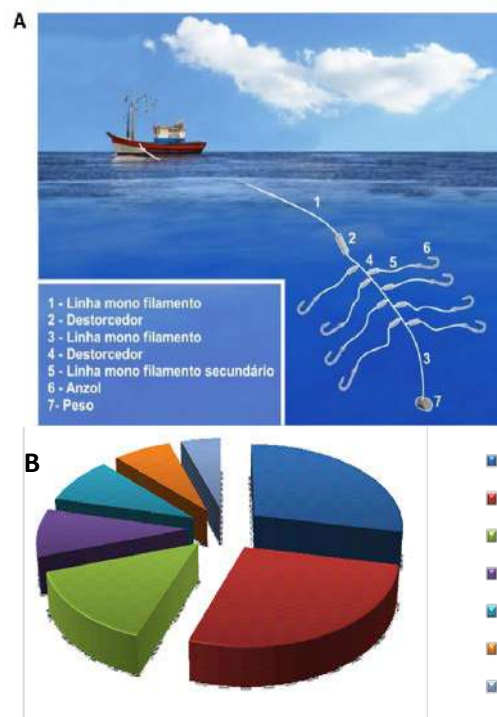 A
1
2
4
5
6
3
7
1 - Linha mono filamento
2 - Destorcedor
3 - Linha mono filamento
4 - Destorcedor
5 - Linha mono filamento secundário
6 - Anzol
7- Peso
B